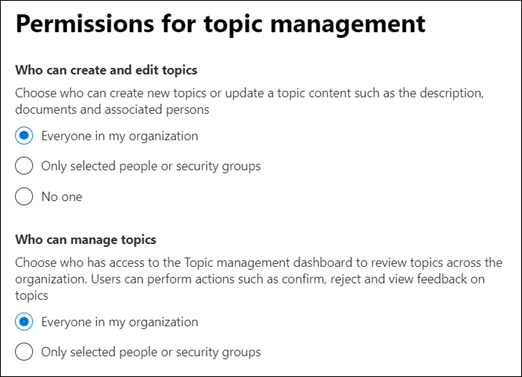 Permissions for topic management
Who can create and edit topics
Choose who can create new topics or update a topic content such as the description,
documents and associated persons
Everyone in my organization
Only selected people or security groups
No one
Who can manage topics
Choose who has access to the Topic management dashboard to review topics across the
organization. Users can perform actions such as confirm, reject and view feedback on
topics
Everyone in my organization
Only selected people or security groups